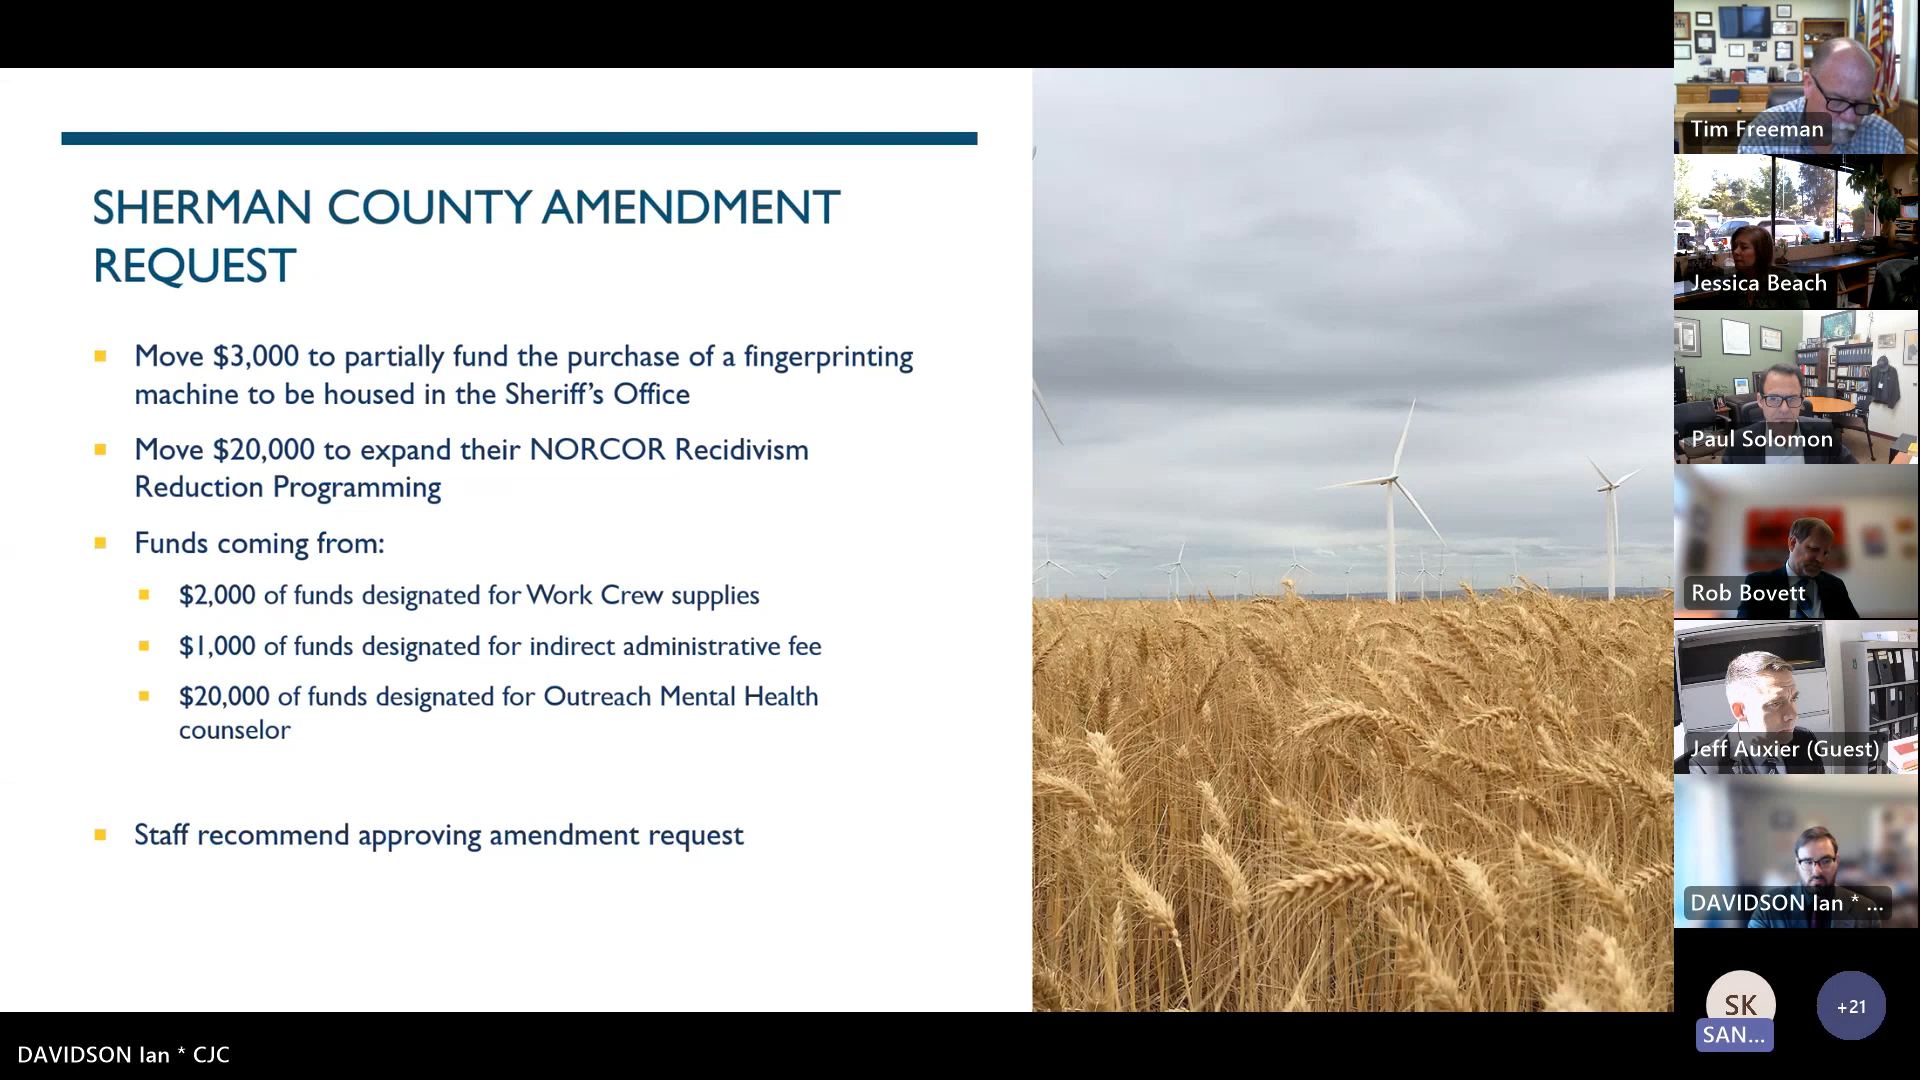 SHERMAN COUNTY AMENDMENT
REQUEST
Move $3,000 to partially fund the purchase of a fingerprinting
machine to be housed in the Sheriff's Office
Move $20,000 to expand their NORCOR Recidivism
Reduction Programming
Funds coming from:
$2,000 of funds designated for Work Crew supplies
$1,000 of funds designated for indirect administrative fee
$20,000 of funds designated for Outreach Mental Health
counselor
Staff recommend approving amendment request
Tim Freeman
Jessica Beach
Paul Solomon
Rob Bovett
Jeff Auxier (Guest)
DAVIDSON Ian * ...
SK
SAN...
+21
DAVIDSON Ian * CJC